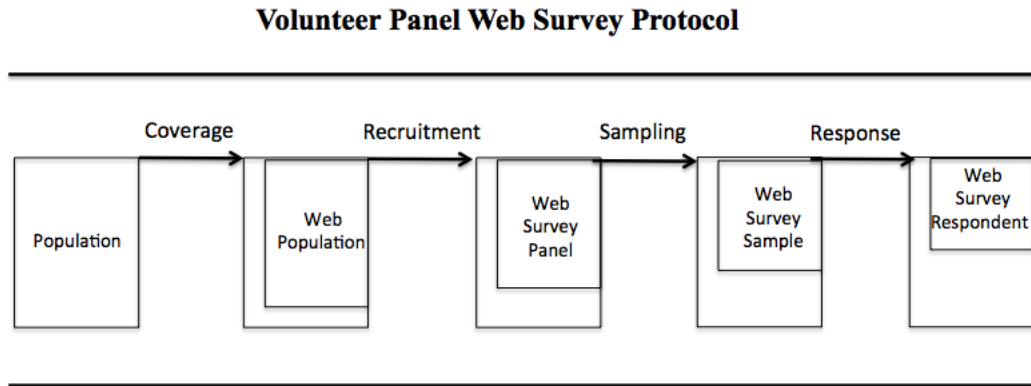 Volunteer Panel Web Survey Protocol
Coverage
Recruitment
Sampling
Response
Population
Web
Population
Web
Survey
Panel
Web
Survey
Sample
Web
Survey
Respondent